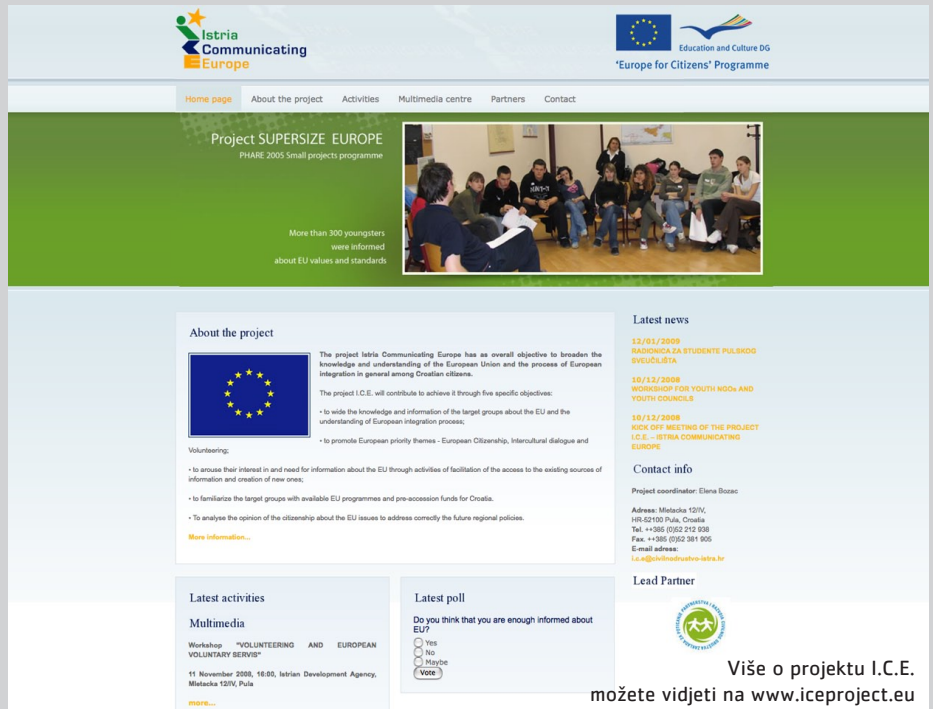 Istria
Communicating
Europe
Education and Culture DG
'Europe for Citizens' Programme
Home page
About the project
Activities
Multimedia centre
Partners
Contact
Project SUPERSIZE EUROPE
PHARE 2005 Small projects programme
More than 300 youngsters
were informed
about EU values and standards
About the project
The project Istria Communicating Europe has as overall objective to broaden the
knowledge and understanding of the European Union and the process of European
integration in general among Croatian citizens.
The project I.C.E. will contribute to achieve it through five specific objectives:
• to wide the knowledge and information of the target groups about the EU and the
understanding of European integration process;
• to promote European priority themes - European Citizenship, Intercultural dialogue and
Volunteering;
• to arouse their interest in and need for information about the EU through activities of facilitation of the access to the existing sources of
information and creation of new ones;
• to familiarize the target groups with available EU programmes and pre-accession funds for Croatia.
• To analyse the opinion of the citizenship about the EU issues to address correctly the future regional policies.
More information...
Latest news
12/01/2009
RADIONICA ZA STUDENTE PULSKOG
SVEUČILIŠTA
10/12/2008
WORKSHOP FOR YOUTH NGOs AND
YOUTH COUNCILS
10/12/2008
KICK OFF MEETING OF THE PROJECT
I.C.E. – ISTRIA COMMUNICATING
EUROPE
Contact info
Project coordinator: Elena Bozac
Adress: Mletacka 12/IV,
HR-52100 Pula, Croatia
Tel. ++385 (0)52 212 938
Fax. ++385 (0)52 381 905
E-mail adress:
i.c.e@civilnodrustvo-istra.hr
Lead Partner
Latest activities
Multimedia
Workshop "VOLUNTEERING AND EUROPEAN
VOLUNTARY SERVIS"
11 November 2008, 16:00, Istrian Development Agency,
Mletacka 12/IV, Pula
more...
Latest poll
Do you think that you are enough informed about
EU?
Yes
No
Maybe
Vote
Više o projektu I.C.E.
možete vidjeti na www.iceproject.eu